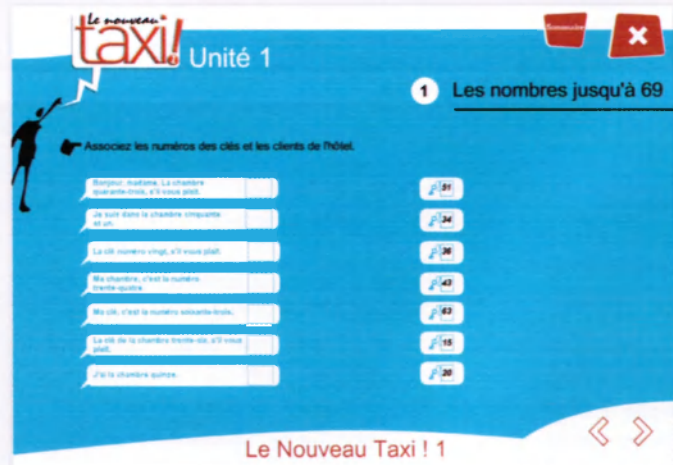 Le nouveau
taxi! 1
Unité 1
Sommaire
1 Les nombres jusqu'à 69
Associez les numéros des clés et les clients de l'hôtel.
Bonjour, madame. La chambre
quarante-trois, s'il vous plaît.
51
Je suis dans la chambre cinquante
et un.
34
La clé numéro vingt, s'il vous plaît.
36
Ma chambre, c'est la numéro
trente-quatre.
43
Ma clé, c'est la numéro soixante-trois.
63
La clé de la chambre trente-six, s'il vous
plaît.
15
J'ai la chambre quinze.
20
Le Nouveau Taxi ! 1